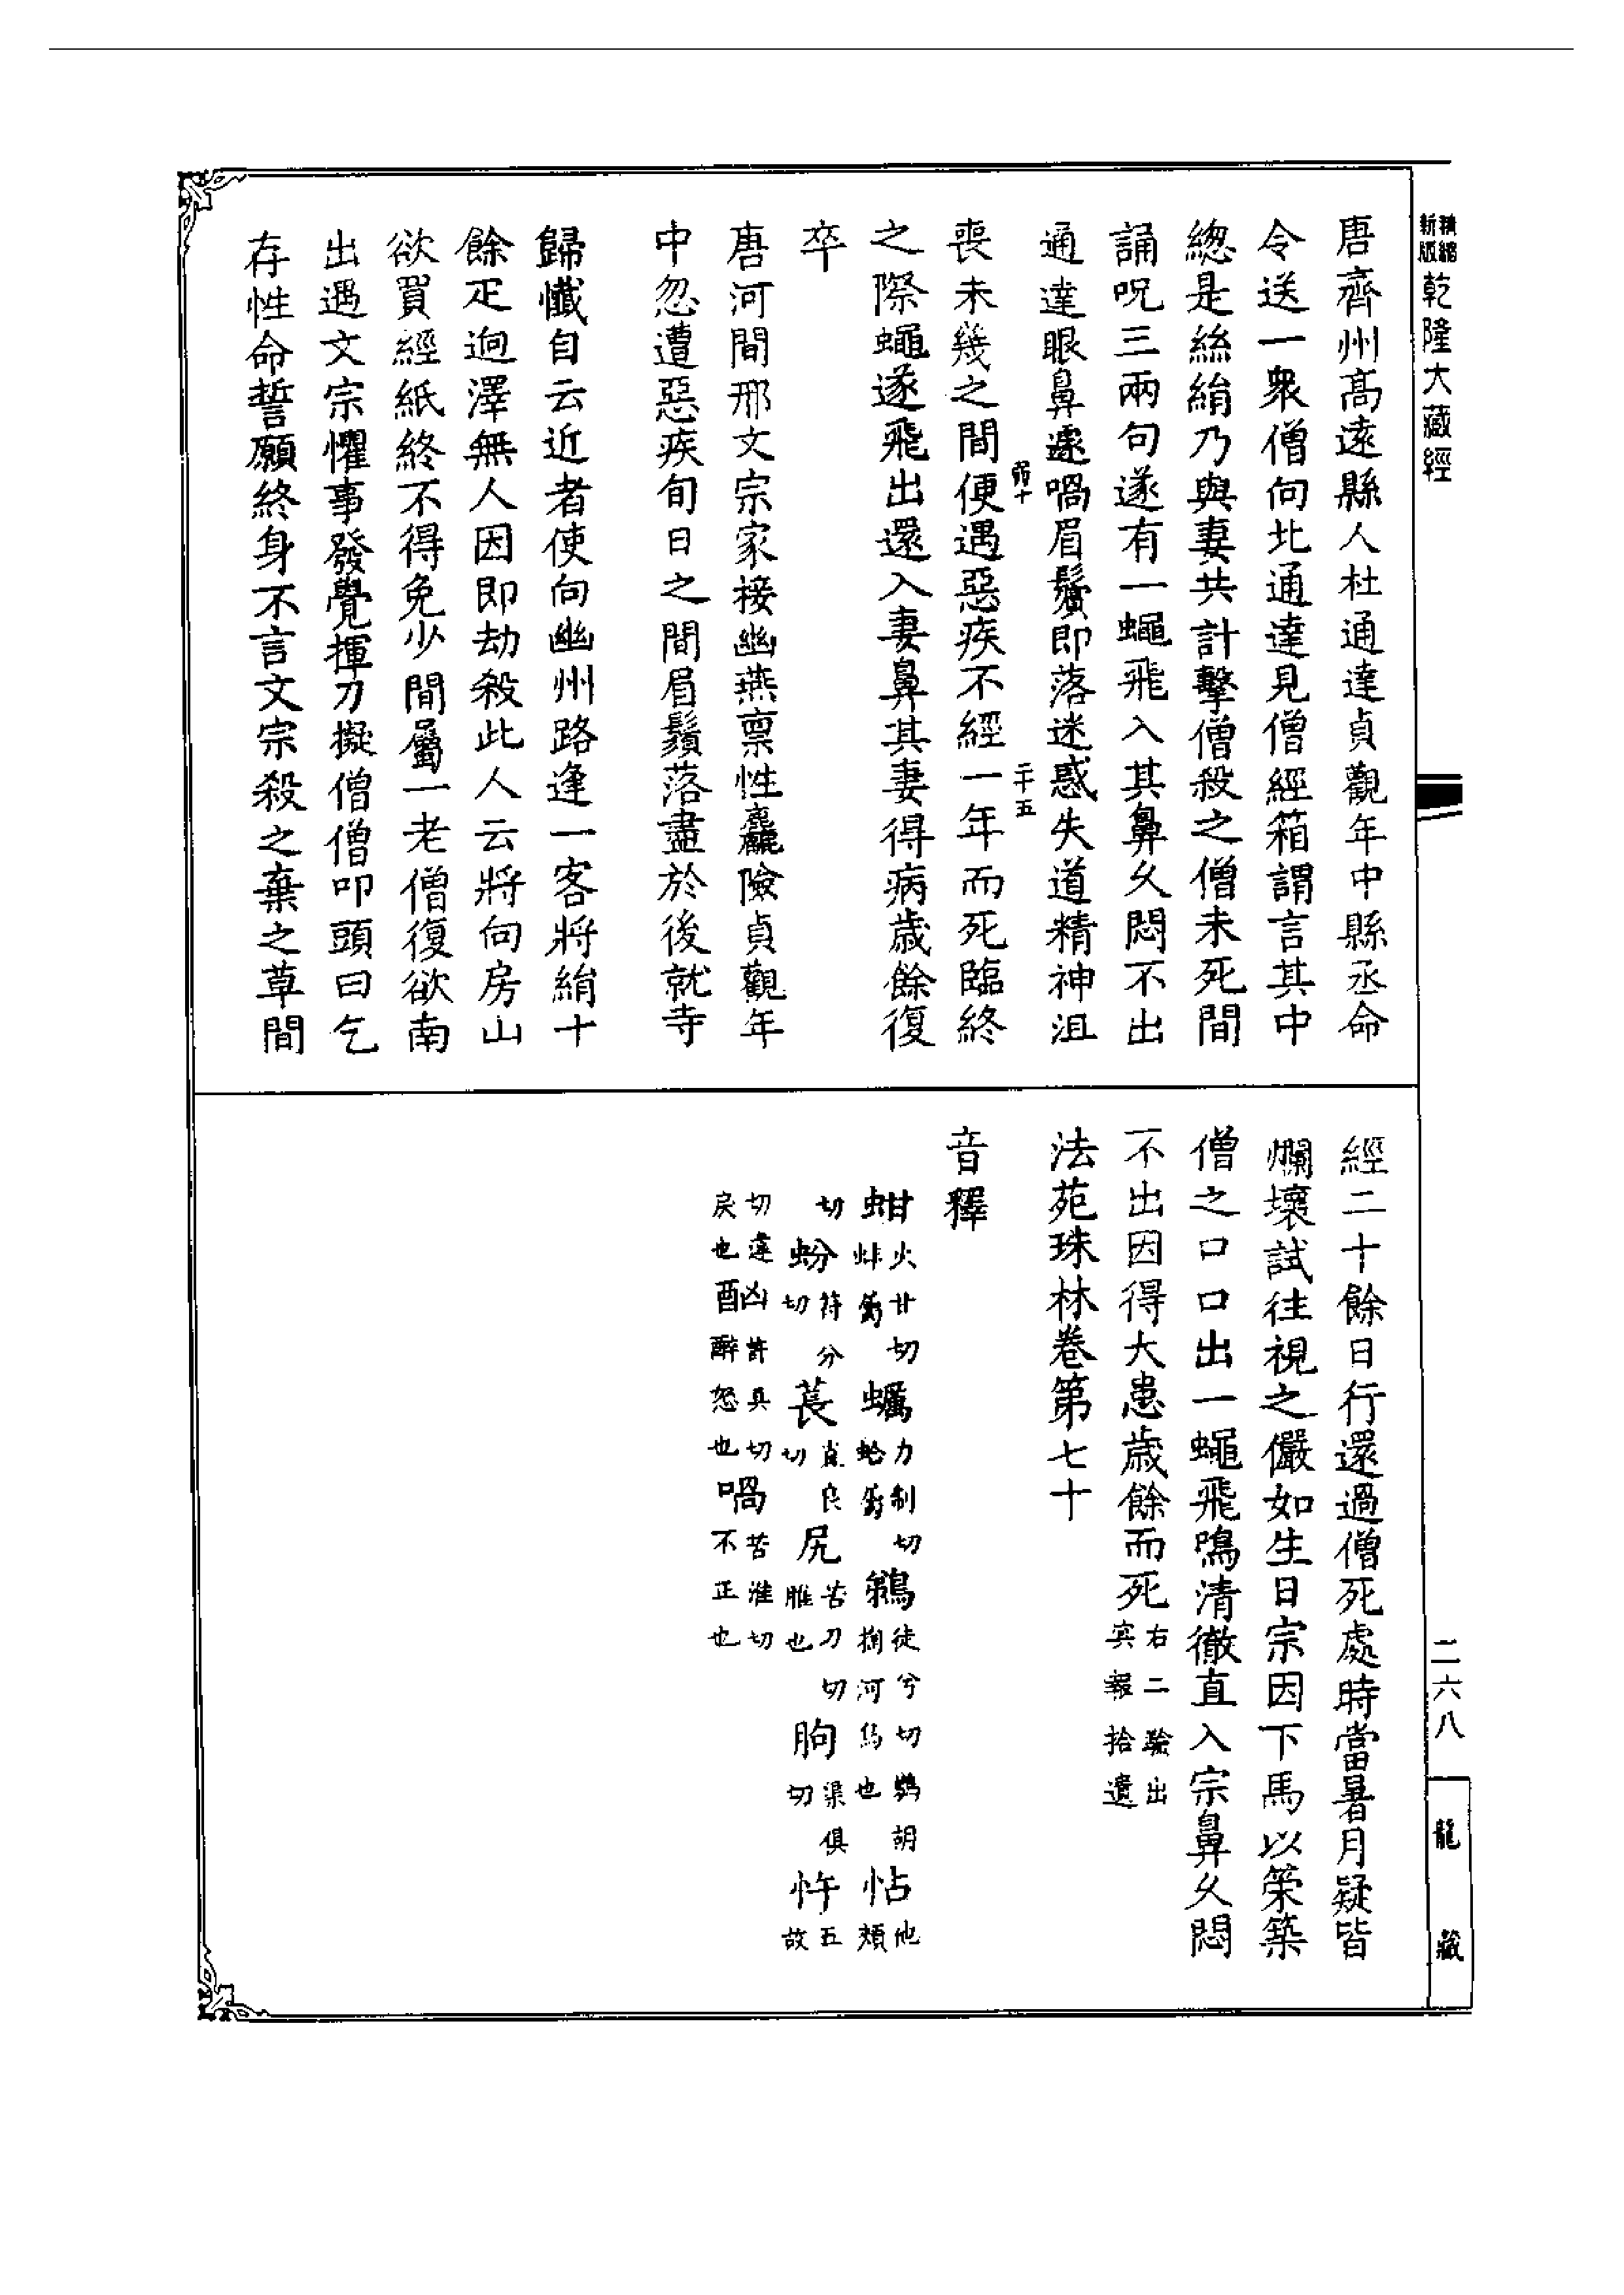 精縮新版乾隆大藏經
唐齊州高遠縣人杜通達貞觀年中縣丞命
令送一衆僧向北通達見僧經箱謂言其中
總是絲絹乃與妻共計擊僧殺之僧未死間
誦呪三兩句遂有一蠅飛入其鼻久悶不出
通達眼鼻遽喎眉鬢即落迷惑失道精神沮
喪未幾之間便遇惡疾不經一年而死臨終
之際蠅遂飛出還入妻鼻其妻得病歲餘復
卒
唐河間邢文宗家接幽燕禀性麤險貞觀年
中忽遭惡疾旬日之間眉鬚落盡於後就寺
歸懺自云近者使向幽州路逢一客將絹十
餘疋逈澤無人因即劫殺此人云將向房山
欲買經紙終不得免少間屬一老僧復欲南
出遇文宗懼事發覺揮刀擬僧僧叩頭曰乞
存性命誓願終身不言文宗殺之棄之草間
二十五
經二十餘日行還過僧死處時當暑月疑皆
爛壞試往視之儼如生日宗因下馬以策築
僧之口口出一蠅飛鳴清徹直入宗鼻久悶
不出因得大患歲餘而死右二驗出冥報拾遺
法苑珠林卷第七十
音釋
蚶火甘切蚌屬蠣力制切蛤屬鵜徒兮切鵜胡掏河鳥也怗他頰
切蚡符分切萇直良切尻苦刀切脽也朐渠俱切忤五故
切違戾也酗凶許具切醉怒也喎苦淮切不正也
二六八
龍藏